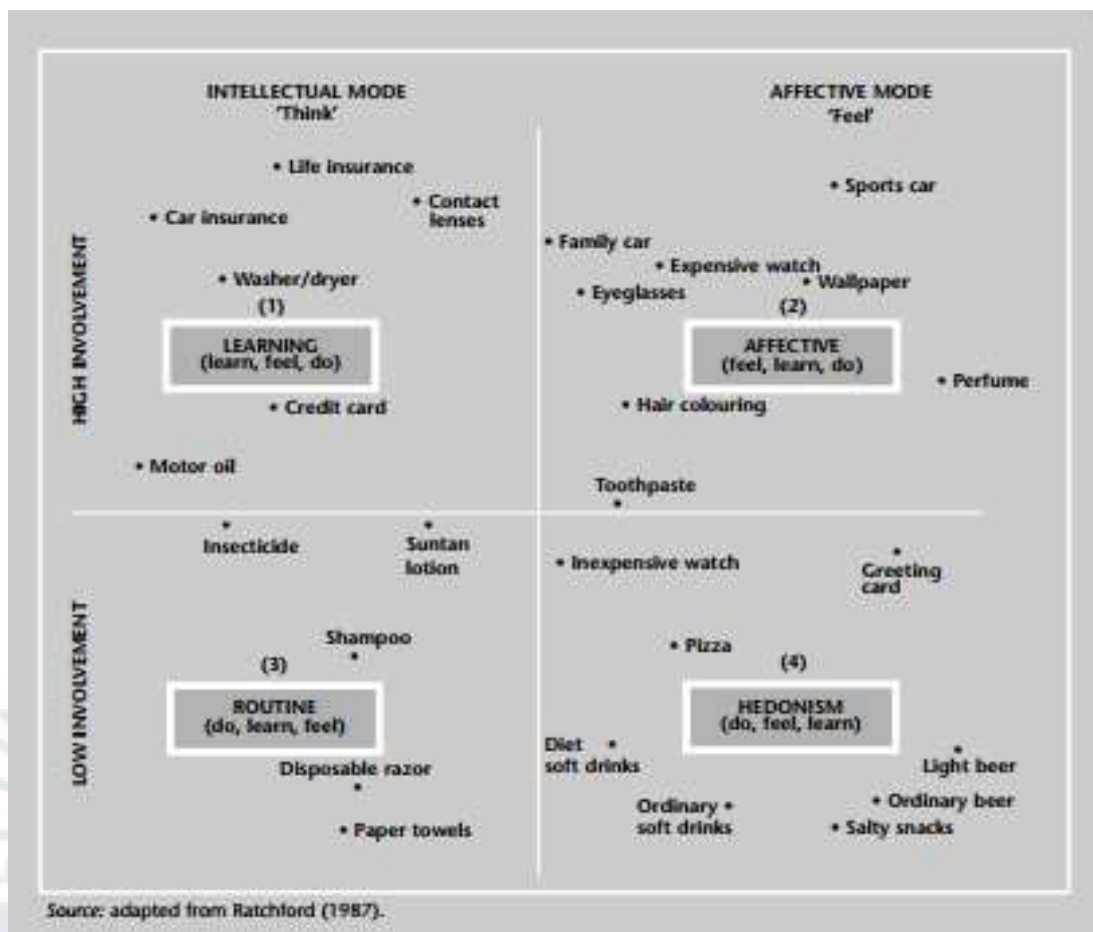 INTELLECTUAL MODE
'Think'
AFFECTIVE MODE
'Feel'
HIGH INVOLVEMENT
• Life insurance
• Contact
lenses
• Car insurance
• Washer/dryer
(1)
LEARNING
(learn, feel, do)
• Credit card
• Motor oil
• Sports car
• Family car
• Expensive watch
• Wallpaper
• Eyeglasses
(2)
AFFECTIVE
(feel, learn, do)
• Perfume
• Hair colouring
Toothpaste
LOW INVOLVEMENT
Insecticide
Suntan
lotion
Shampoo
(3)
ROUTINE
(do, learn, feel)
Disposable razor
• Paper towels
• Inexpensive watch
Greeting
card
• Pizza
(4)
HEDONISM
(do, feel, learn)
Diet
soft drinks
Light beer
Ordinary
soft drinks
• Ordinary beer
• Salty snacks
Source: adapted from Ratchford (1987).